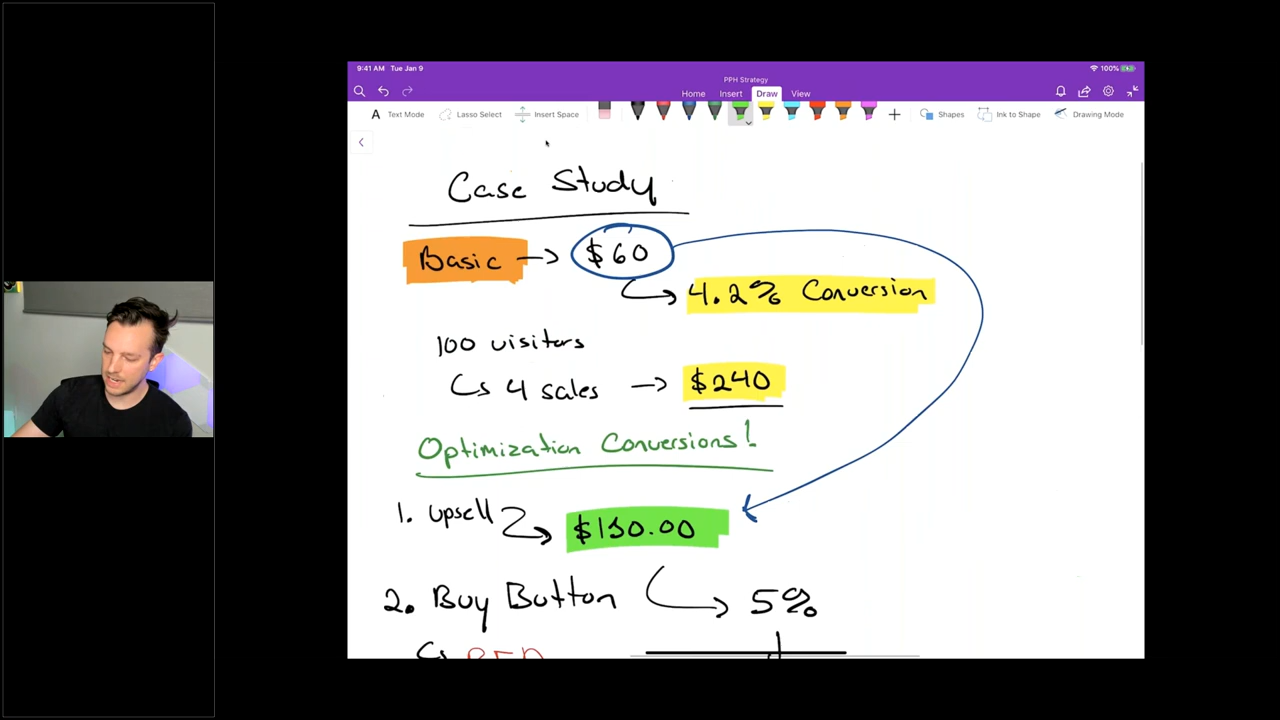 9:41 AM Tue Jan 9
100%
PPH Strategy
Home Insert Draw View
Text Mode Lasso Select Insert Space Shapes Ink to Shape Drawing Mode
Case Study
Basic → $60
4.2% Conversion
100 visitors
4 sales → $240
Optimization Conversions!
1. Upsell $130.00
2. Buy Button 5%
RED